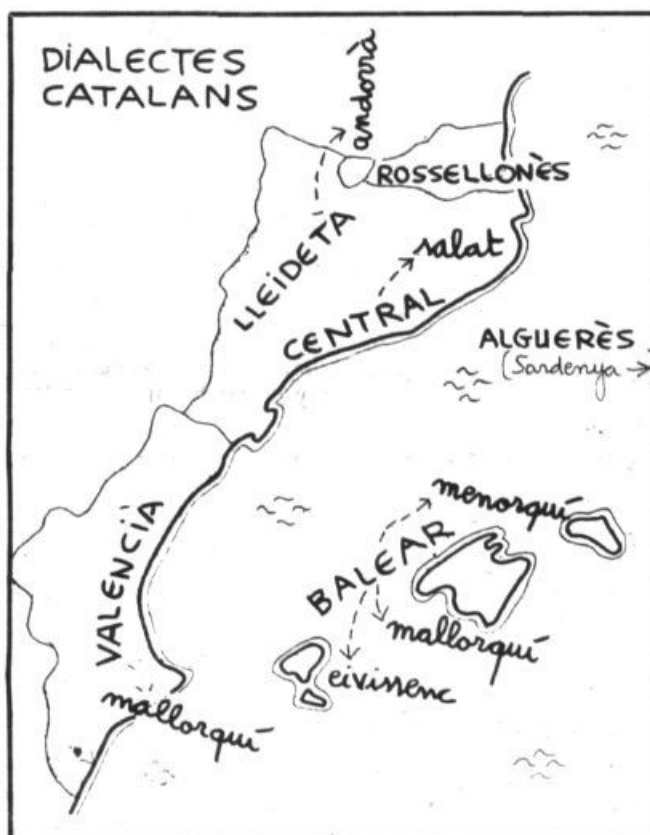 DIALECTES
CATALANS
andorrà
ROSSELLONÈS
LLEIDETÀ
salat
CENTRAL
ALGUERÈS
(Sardenya →
menorquí
BALEAR
VALENCIÀ
mallorquí
eivissenc
mallorquí